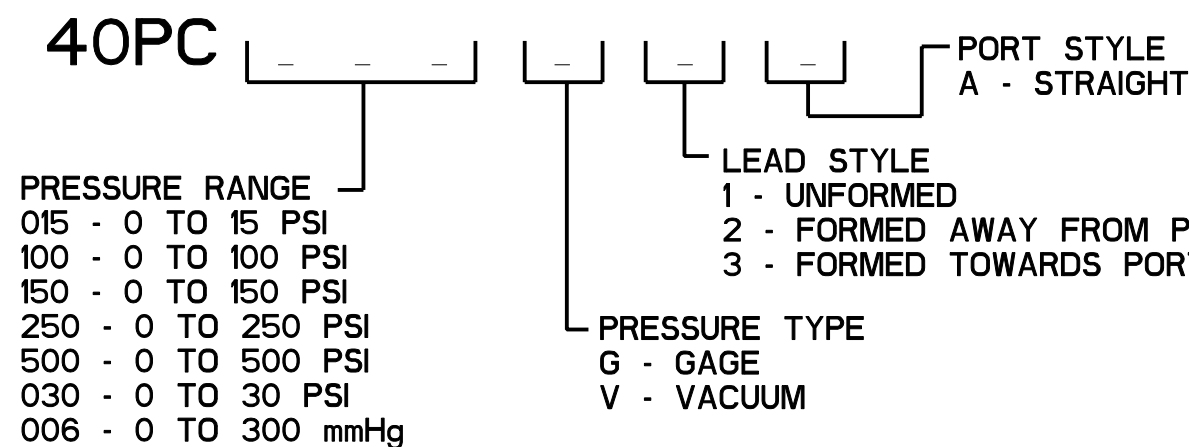 40PC _ _ _ _ _ _
PORT STYLE
A - STRAIGHT
LEAD STYLE
1 - UNFORMED
2 - FORMED AWAY FROM P
3 - FORMED TOWARDS PORT
PRESSURE RANGE
015 - 0 TO 15 PSI
100 - 0 TO 100 PSI
150 - 0 TO 150 PSI
250 - 0 TO 250 PSI
500 - 0 TO 500 PSI
030 - 0 TO 30 PSI
006 - 0 TO 300 mmHg
PRESSURE TYPE
G - GAGE
V - VACUUM